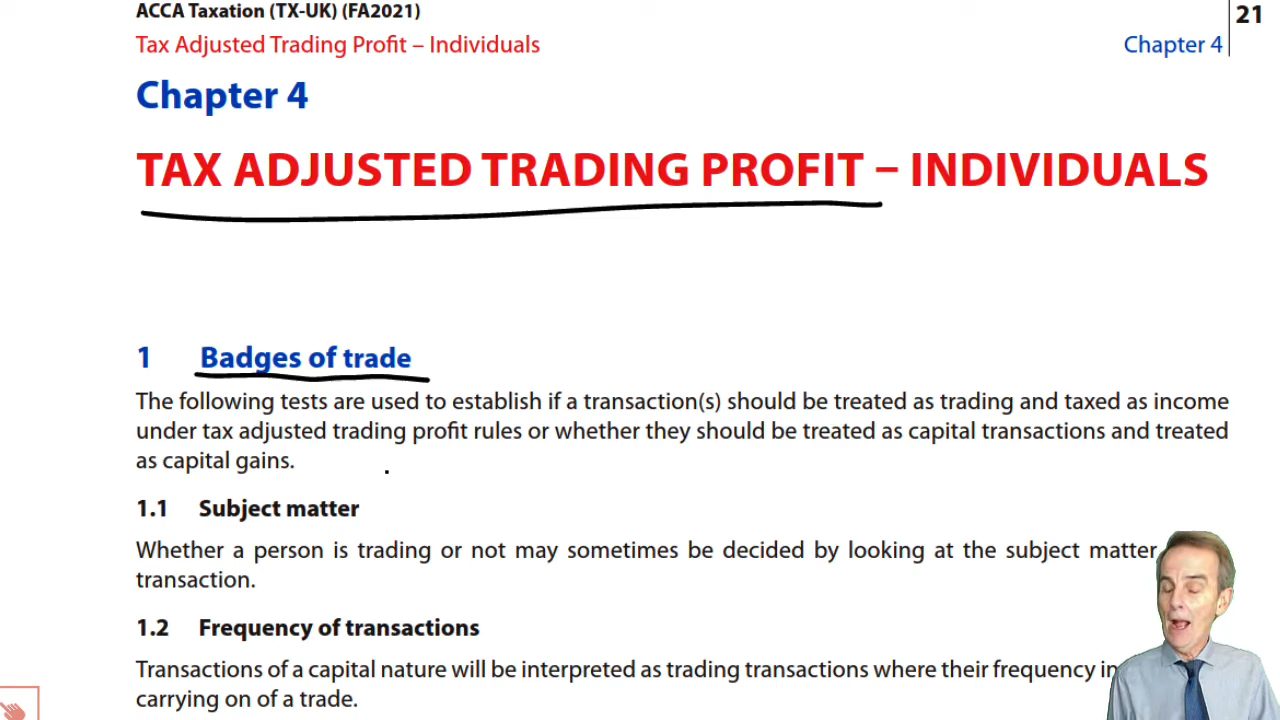 ACCA Taxation (TX-UK) (FA2021)
21
Tax Adjusted Trading Profit – Individuals
Chapter 4
Chapter 4
TAX ADJUSTED TRADING PROFIT – INDIVIDUALS
1 Badges of trade
The following tests are used to establish if a transaction(s) should be treated as trading and taxed as income
under tax adjusted trading profit rules or whether they should be treated as capital transactions and treated
as capital gains.
1.1 Subject matter
Whether a person is trading or not may sometimes be decided by looking at the subject matter
transaction.
1.2 Frequency of transactions
Transactions of a capital nature will be interpreted as trading transactions where their frequency
carrying on of a trade.